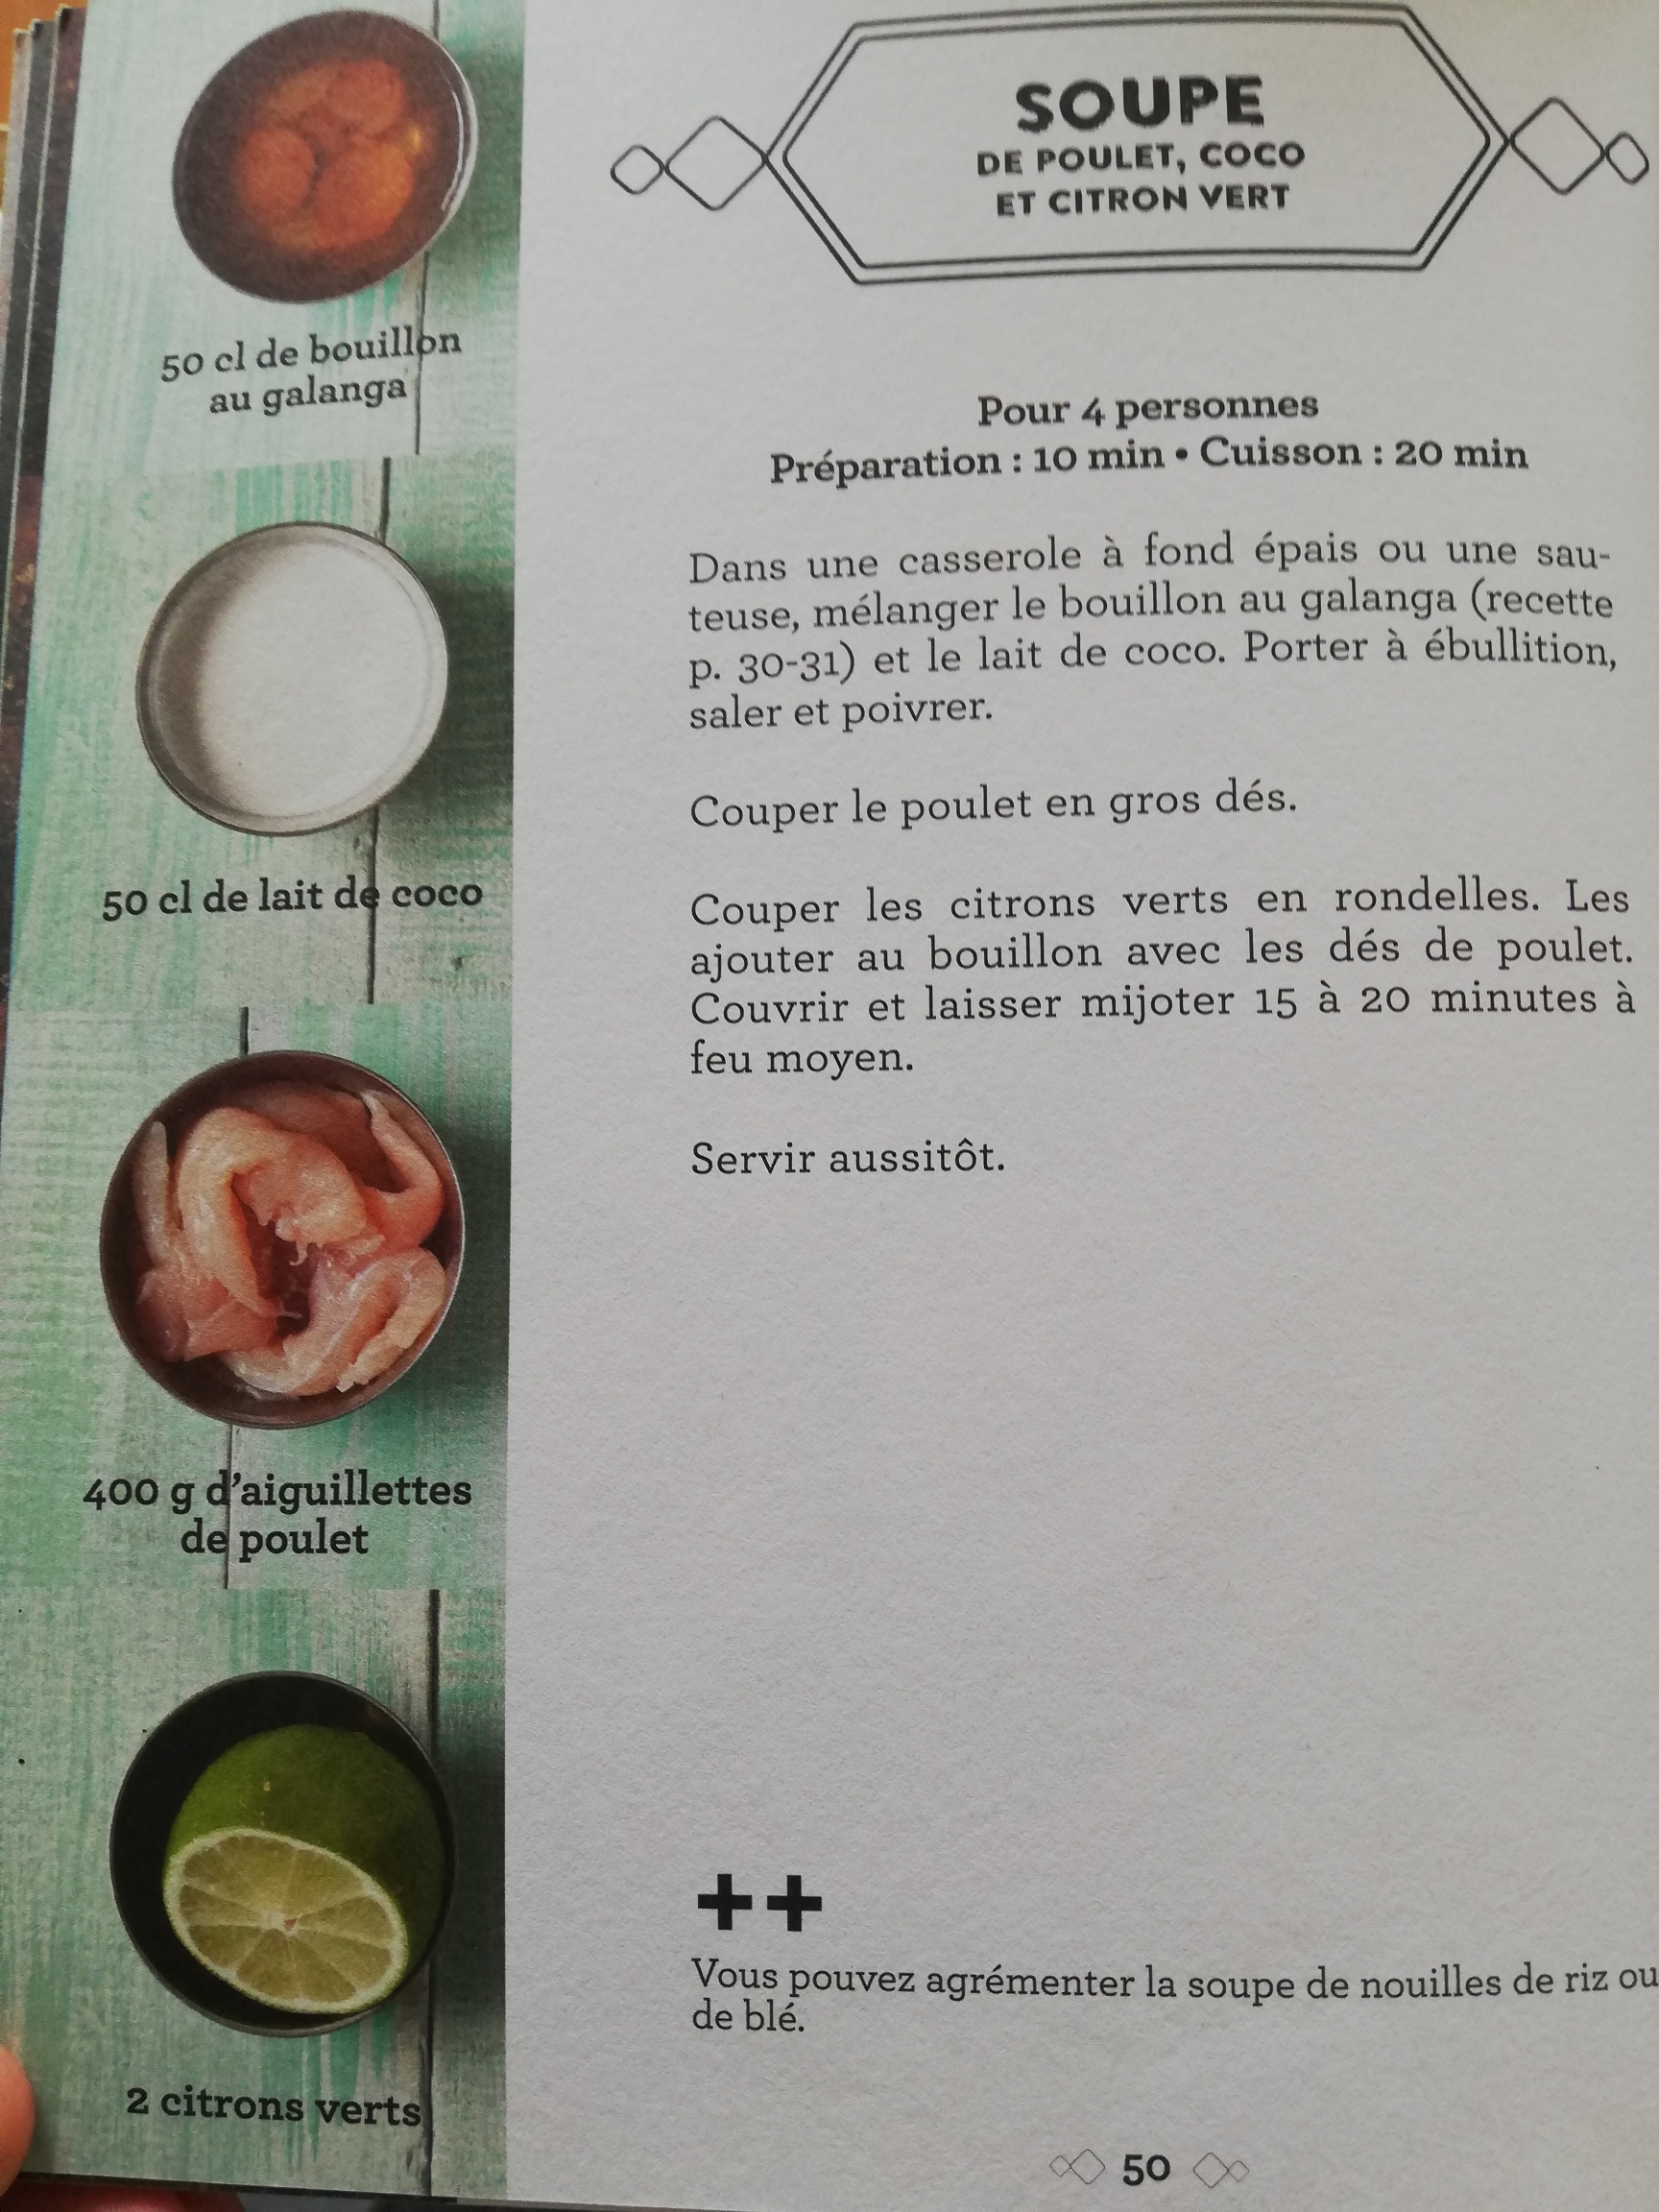 SOUPE
DE POULET, COCO
ET CITRON VERT
50 cl de bouillon
au galanga
50 cl de lait de coco
400 g d'aiguillettes
de poulet
2 citrons verts
Pour 4 personnes
Préparation : 10 min • Cuisson : 20 min
Dans une casserole à fond épais ou une sau-
teuse, mélanger le bouillon au galanga (recette
p. 30-31) et le lait de coco. Porter à ébullition,
saler et poivrer.
Couper le poulet en gros dés.
Couper les citrons verts en rondelles. Les
ajouter au bouillon avec les dés de poulet.
Couvrir et laisser mijoter 15 à 20 minutes à
feu moyen.
Servir aussitôt.
++
Vous pouvez agrémenter la soupe de nouilles de riz ou
de blé.
50